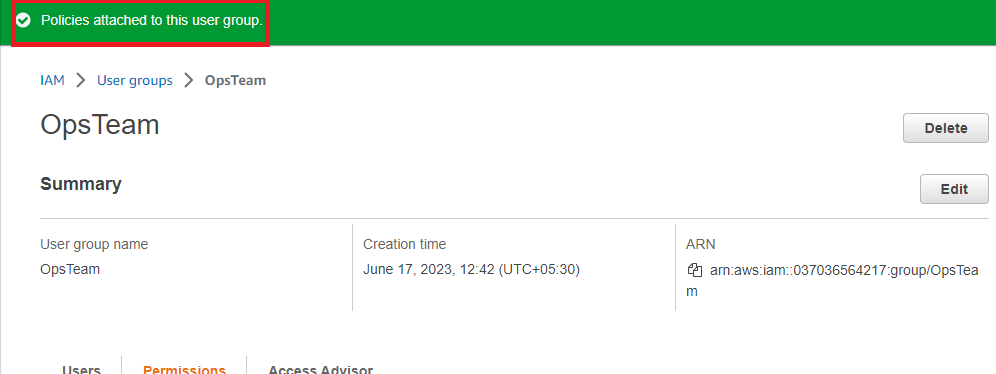 Policies attached to this user group.
IAM > User groups > OpsTeam
OpsTeam
Delete
Summary
Edit
User group name
OpsTeam
Creation time
June 17, 2023, 12:42 (UTC+05:30)
ARN
arn:aws:iam::037036564217:group/OpsTea
m
Users
Permissions
Access Advisor